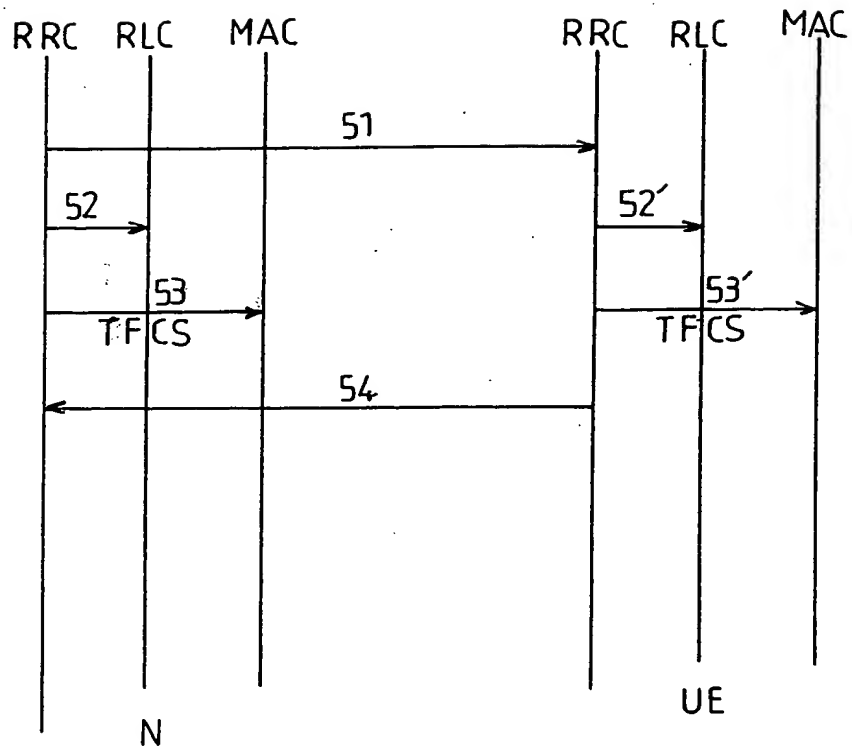 RRC RLC MAC RRC RLC MAC
51
52 52′
53 53′
TFCS TFCS
54
UE
N